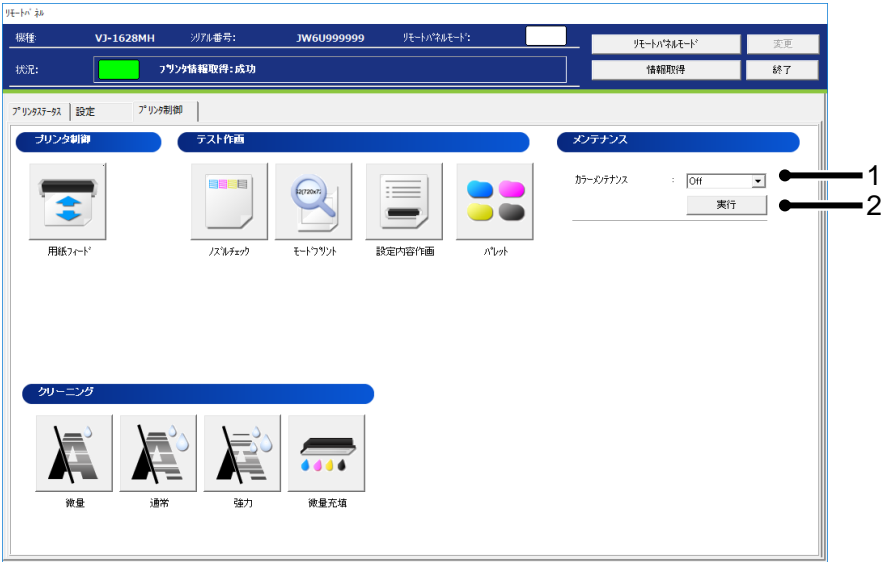 リモートパネル
機種: VJ-1628MH シリアル番号: JW6U999999 リモートパネルモード:
リモートパネルモード 変更
状況: プリンタ情報取得:成功
情報取得 終了
プリンタステータス 設定 プリンタ制御
プリンタ制御 テスト作画 メンテナンス
カラーメンテナンス : Off 1
実行 2
用紙フィード ノズルチェック モードプリント 設定内容作画 パレット
クリーニング
微量 通常 強力 微量充填